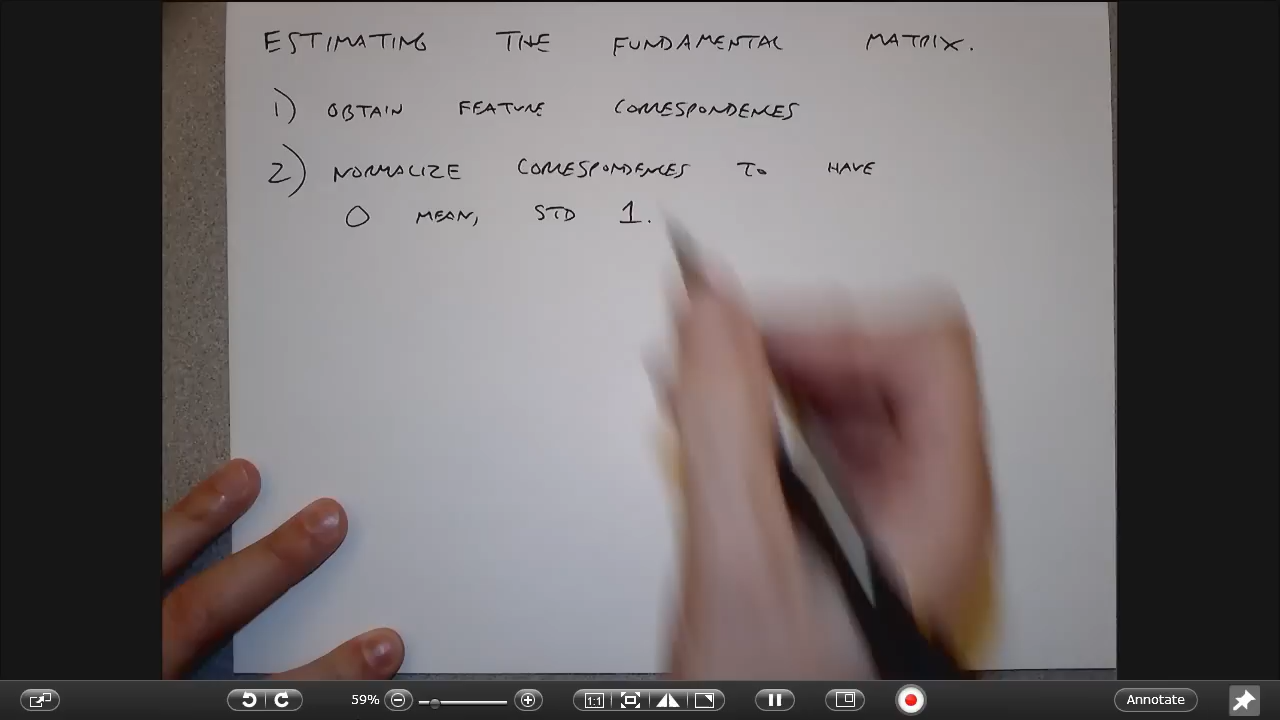 ESTIMATING THE FUNDAMENTAL MATRIX.
1) OBTAIN FEATURE CORRESPONDENCES
2) NORMALIZE CORRESPONDENCES TO HAVE
0 MEAN, STD 1.
59%
1:1
Annotate